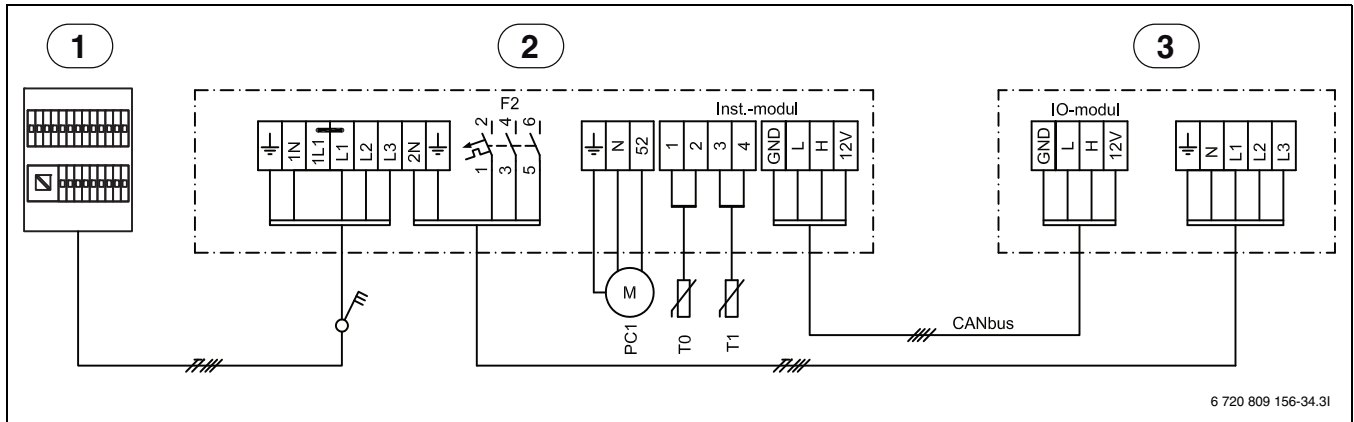 1
2
3
F2
Inst.-modul
IO-modul
1N 1L1 L1 L2 L3 2N
2 4 6
1 3 5
N 52
1 2 3 4
GND L H 12V
GND L H 12V
N L1 L2 L3
M
PC1
T0
T1
CANbus
6 720 809 156-34.3I